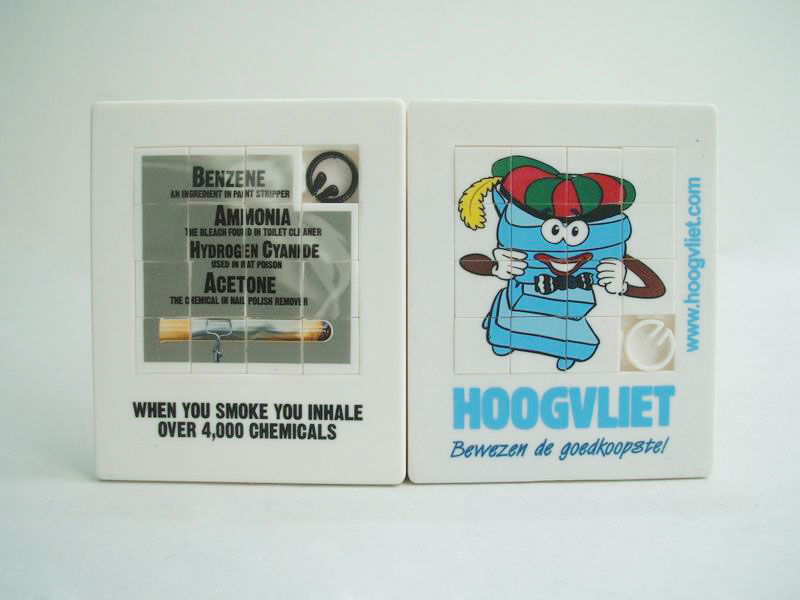 BENZENE
AN INGREDIENT IN PAINT STRIPPER
AMMONIA
THE BLEACH FOUND IN TOILET CLEANER
HYDROGEN CYANIDE
USED IN RAT POISON
ACETONE
THE CHEMICAL IN NAIL POLISH REMOVER
WHEN YOU SMOKE YOU INHALE
OVER 4,000 CHEMICALS
www.hoogvliet.com
HOOGVLIET
Bewezen de goedkoopste!